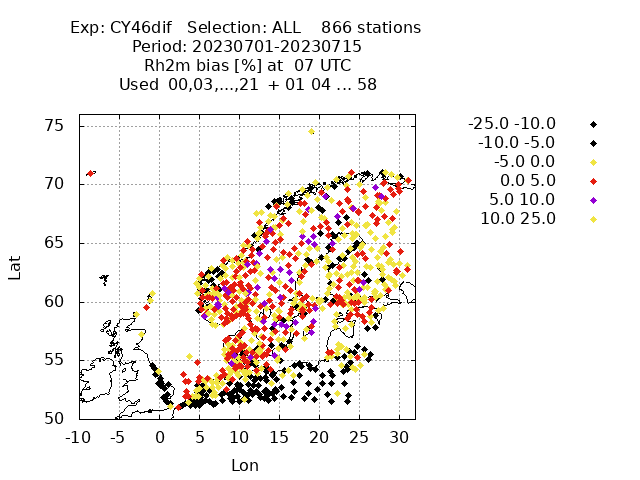 Exp: CY46dif   Selection: ALL    866 stations
Period: 20230701-20230715
Rh2m bias [%] at  07 UTC
Used  00,03,...,21  + 01 04 ... 58
-25.0 -10.0
-10.0 -5.0
-5.0 0.0
0.0 5.0
5.0 10.0
10.0 25.0
Lat
75
70
65
60
55
50
-10 -5 0 5 10 15 20 25 30
Lon